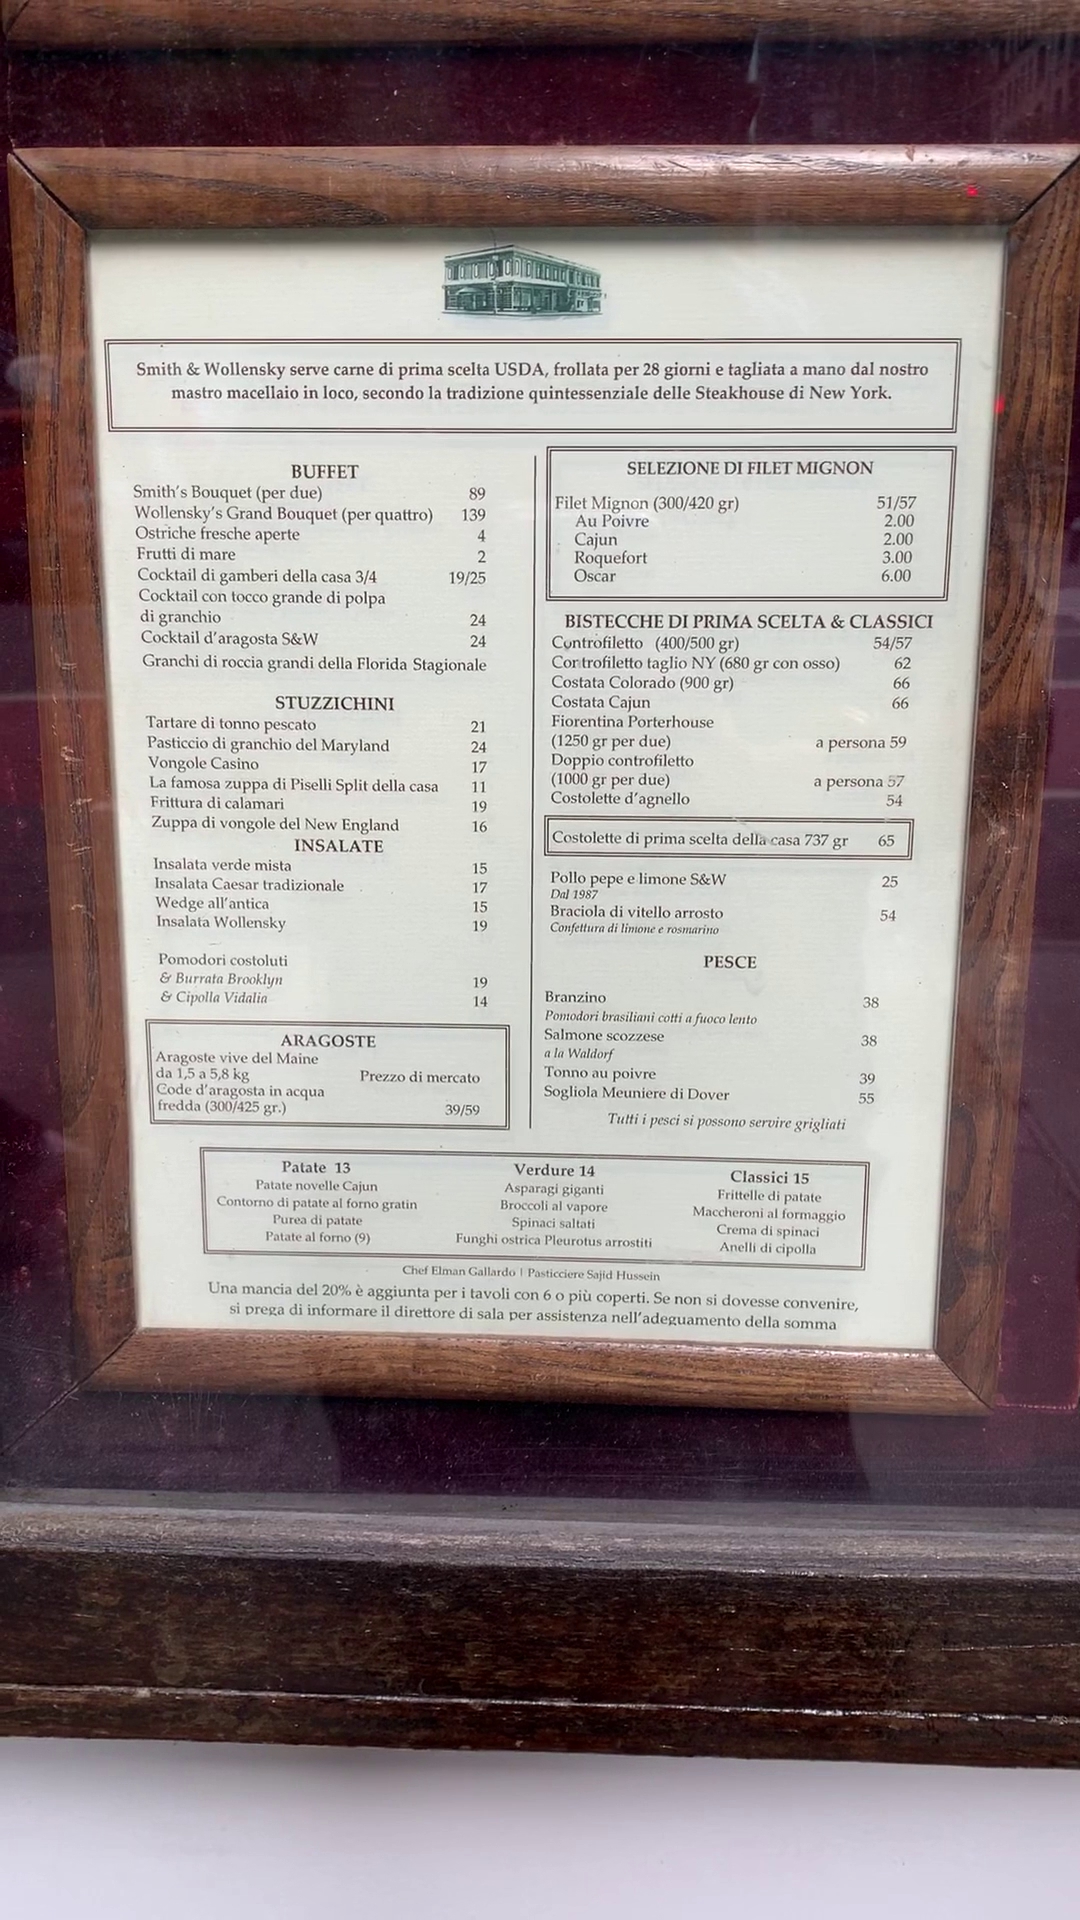 Smith & Wollensky serve carne di prima scelta USDA, frollata per 28 giorni e tagliata a mano dal nostro
mastro macellaio in loco, secondo la tradizione quintessenziale delle Steakhouse di New York.
BUFFET
Smith's Bouquet (per due) 89
Wollensky's Grand Bouquet (per quattro) 139
Ostriche fresche aperte 4
Frutti di mare 2
Cocktail di gamberi della casa 3/4 19/25
Cocktail con tocco grande di polpa
di granchio 24
Cocktail d'aragosta S&W 24
Granchi di roccia grandi della Florida Stagionale
STUZZICHINI
Tartare di tonno pescato 21
Pasticcio di granchio del Maryland 24
Vongole Casino 17
La famosa zuppa di Piselli Split della casa 11
Frittura di calamari 19
Zuppa di vongole del New England 16
INSALATE
Insalata verde mista 15
Insalata Caesar tradizionale 17
Wedge all'antica 15
Insalata Wollensky 19
Pomodori costoluti
& Burrata Brooklyn 19
& Cipolla Vidalia 14
ARAGOSTE
Aragoste vive del Maine
da 1,5 a 5,8 kg Prezzo di mercato
Code d'aragosta in acqua
fredda (300/425 gr.) 39/59
SELEZIONE DI FILET MIGNON
Filet Mignon (300/420 gr) 51/57
Au Poivre 2.00
Cajun 2.00
Roquefort 3.00
Oscar 6.00
BISTECCHE DI PRIMA SCELTA & CLASSICI
Controfiletto (400/500 gr) 54/57
Controfiletto taglio NY (680 gr con osso) 62
Costata Colorado (900 gr) 66
Costata Cajun 66
Fiorentina Porterhouse
(1250 gr per due) a persona 59
Doppio controfiletto
(1000 gr per due) a persona 57
Costolette d'agnello 54
Costolette di prima scelta della casa 737 gr 65
Pollo pepe e limone S&W 25
Dal 1987
Braciola di vitello arrosto 54
Confettura di limone e rosmarino
PESCE
Branzino 38
Pomodori brasiliani cotti a fuoco lento
Salmone scozzese 38
a la Waldorf
Tonno au poivre 39
Sogliola Meuniere di Dover 55
Tutti i pesci si possono servire grigliati
Patate 13
Patate novelle Cajun
Contorno di patate al forno gratin
Purea di patate
Patate al forno (9)
Verdure 14
Asparagi giganti
Broccoli al vapore
Spinaci saltati
Funghi ostrica Pleurotus arrostiti
Classici 15
Frittelle di patate
Maccheroni al formaggio
Crema di spinaci
Anelli di cipolla
Chef Elman Gallardo | Pasticciere Sajid Hussein
Una mancia del 20% è aggiunta per i tavoli con 6 o più coperti. Se non si dovesse convenire,
si prega di informare il direttore di sala per assistenza nell'adeguamento della somma